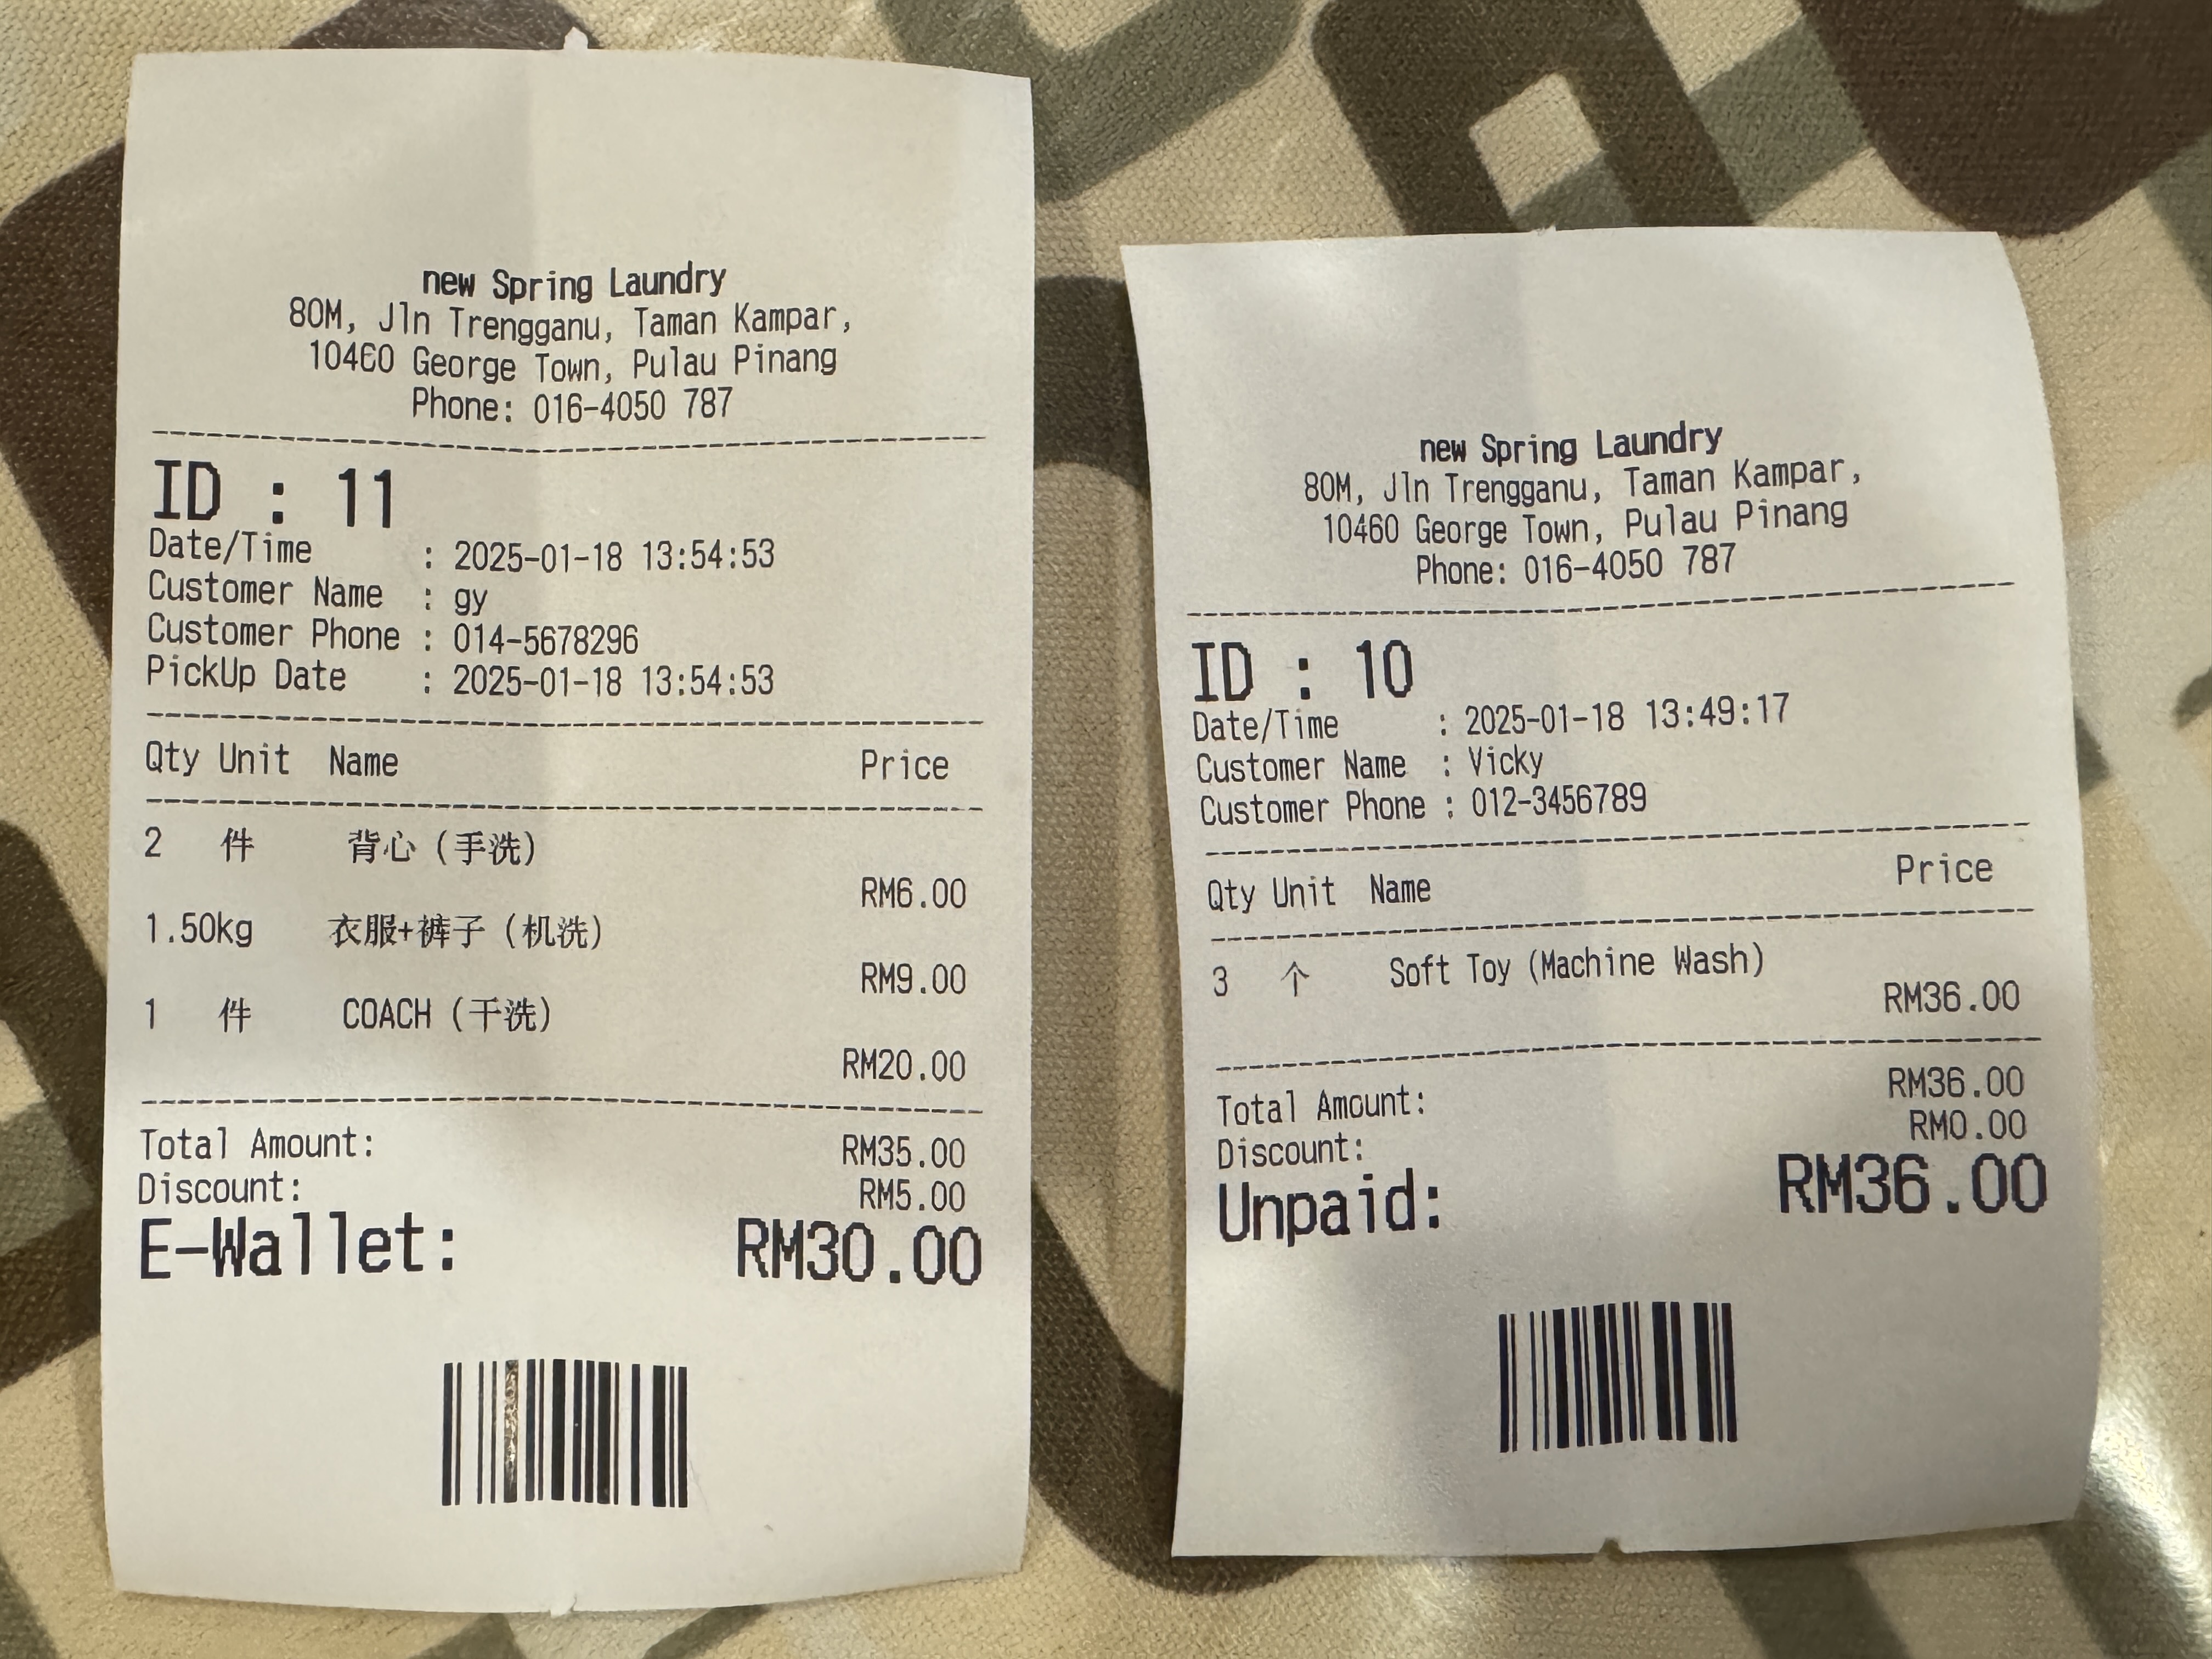 new Spring Laundry
80M, Jln Trengganu, Taman Kampar,
10460 George Town, Pulau Pinang
Phone: 016-4050 787
ID : 11
Date/Time : 2025-01-18 13:54:53
Customer Name : gy
Customer Phone : 014-5678296
PickUp Date : 2025-01-18 13:54:53
Qty Unit Name Price
2 件 背心 (手洗)
RM6.00
1.50kg 衣服+裤子 (机洗)
RM9.00
1 件 COACH (干洗)
RM20.00
Total Amount: RM35.00
Discount: RM5.00
E-Wallet: RM30.00
new Spring Laundry
80M, Jln Trengganu, Taman Kampar,
10460 George Town, Pulau Pinang
Phone: 016-4050 787
ID : 10
Date/Time : 2025-01-18 13:49:17
Customer Name : Vicky
Customer Phone : 012-3456789
Qty Unit Name Price
3 个 Soft Toy (Machine Wash)
RM36.00
Total Amount: RM36.00
Discount: RM0.00
Unpaid: RM36.00